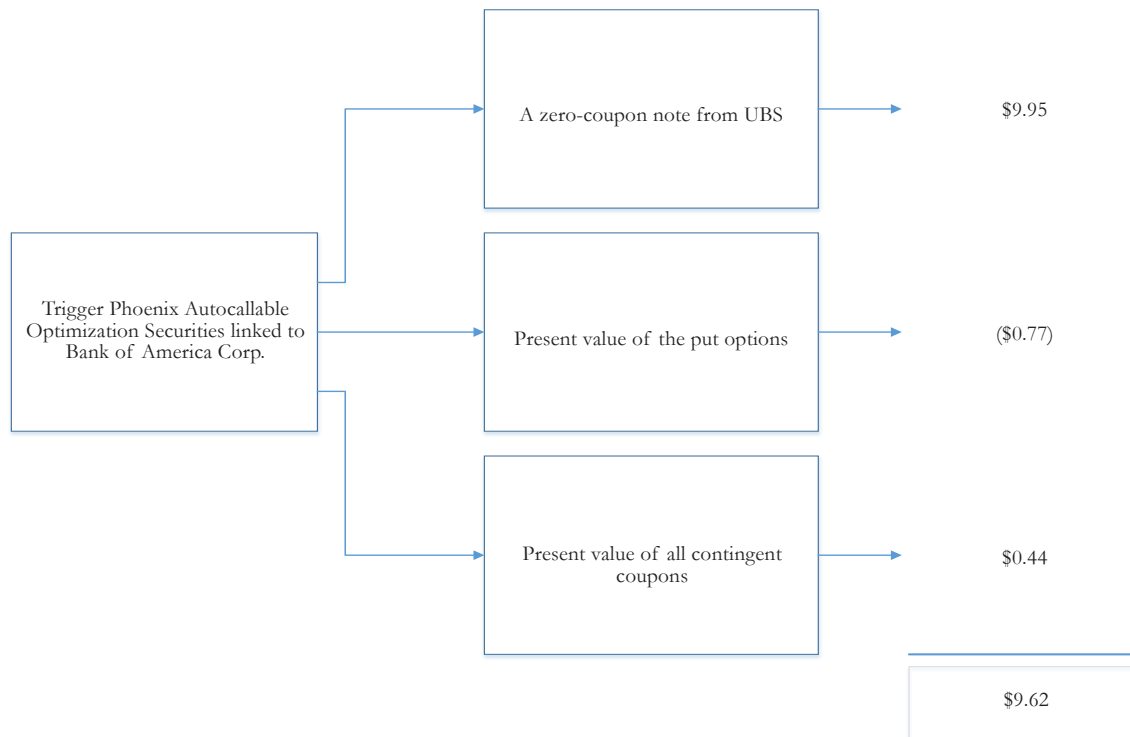 A zero-coupon note from UBS
$9.95
Trigger Phoenix Autocallable
Optimization Securities linked to
Bank of America Corp.
Present value of the put options
($0.77)
Present value of all contingent
coupons
$0.44
$9.62